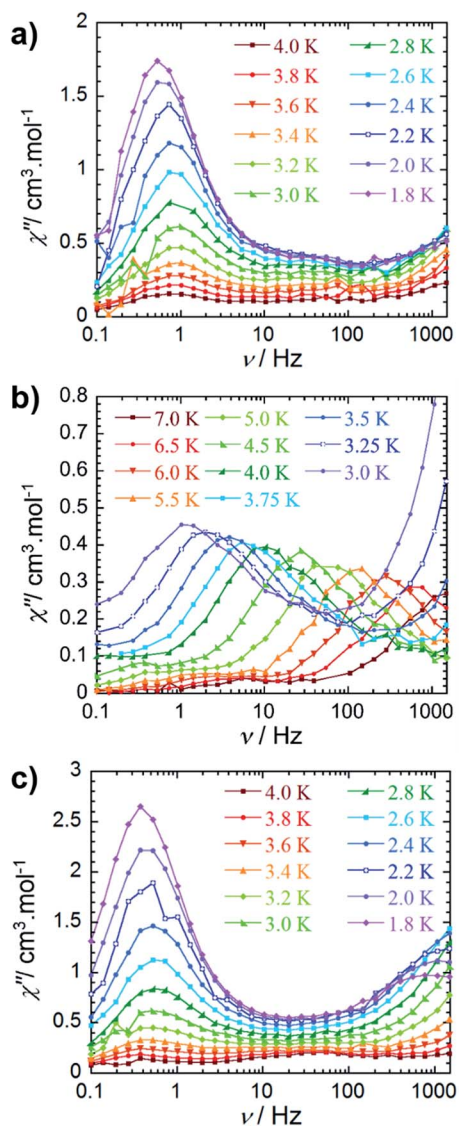 a)
2
4.0 K 2.8 K
3.8 K 2.6 K
1.5
3.6 K 2.4 K
3.4 K 2.2 K
χ″/ cm³.mol⁻¹
1
3.2 K 2.0 K
3.0 K 1.8 K
0.5
0
0.1 1 10 100 1000
ν / Hz
b)
0.8
7.0 K 5.0 K 3.5 K
0.7
6.5 K 4.5 K 3.25 K
0.6
6.0 K 4.0 K 3.0 K
5.5 K 3.75 K
0.5
χ″/ cm³.mol⁻¹
0.4
0.3
0.2
0.1
0
0.1 1 10 100 1000
ν / Hz
c)
3
4.0 K 2.8 K
2.5
3.8 K 2.6 K
3.6 K 2.4 K
2
3.4 K 2.2 K
χ″/ cm³.mol⁻¹
3.2 K 2.0 K
1.5
3.0 K 1.8 K
1
0.5
0
0.1 1 10 100 1000
ν / Hz